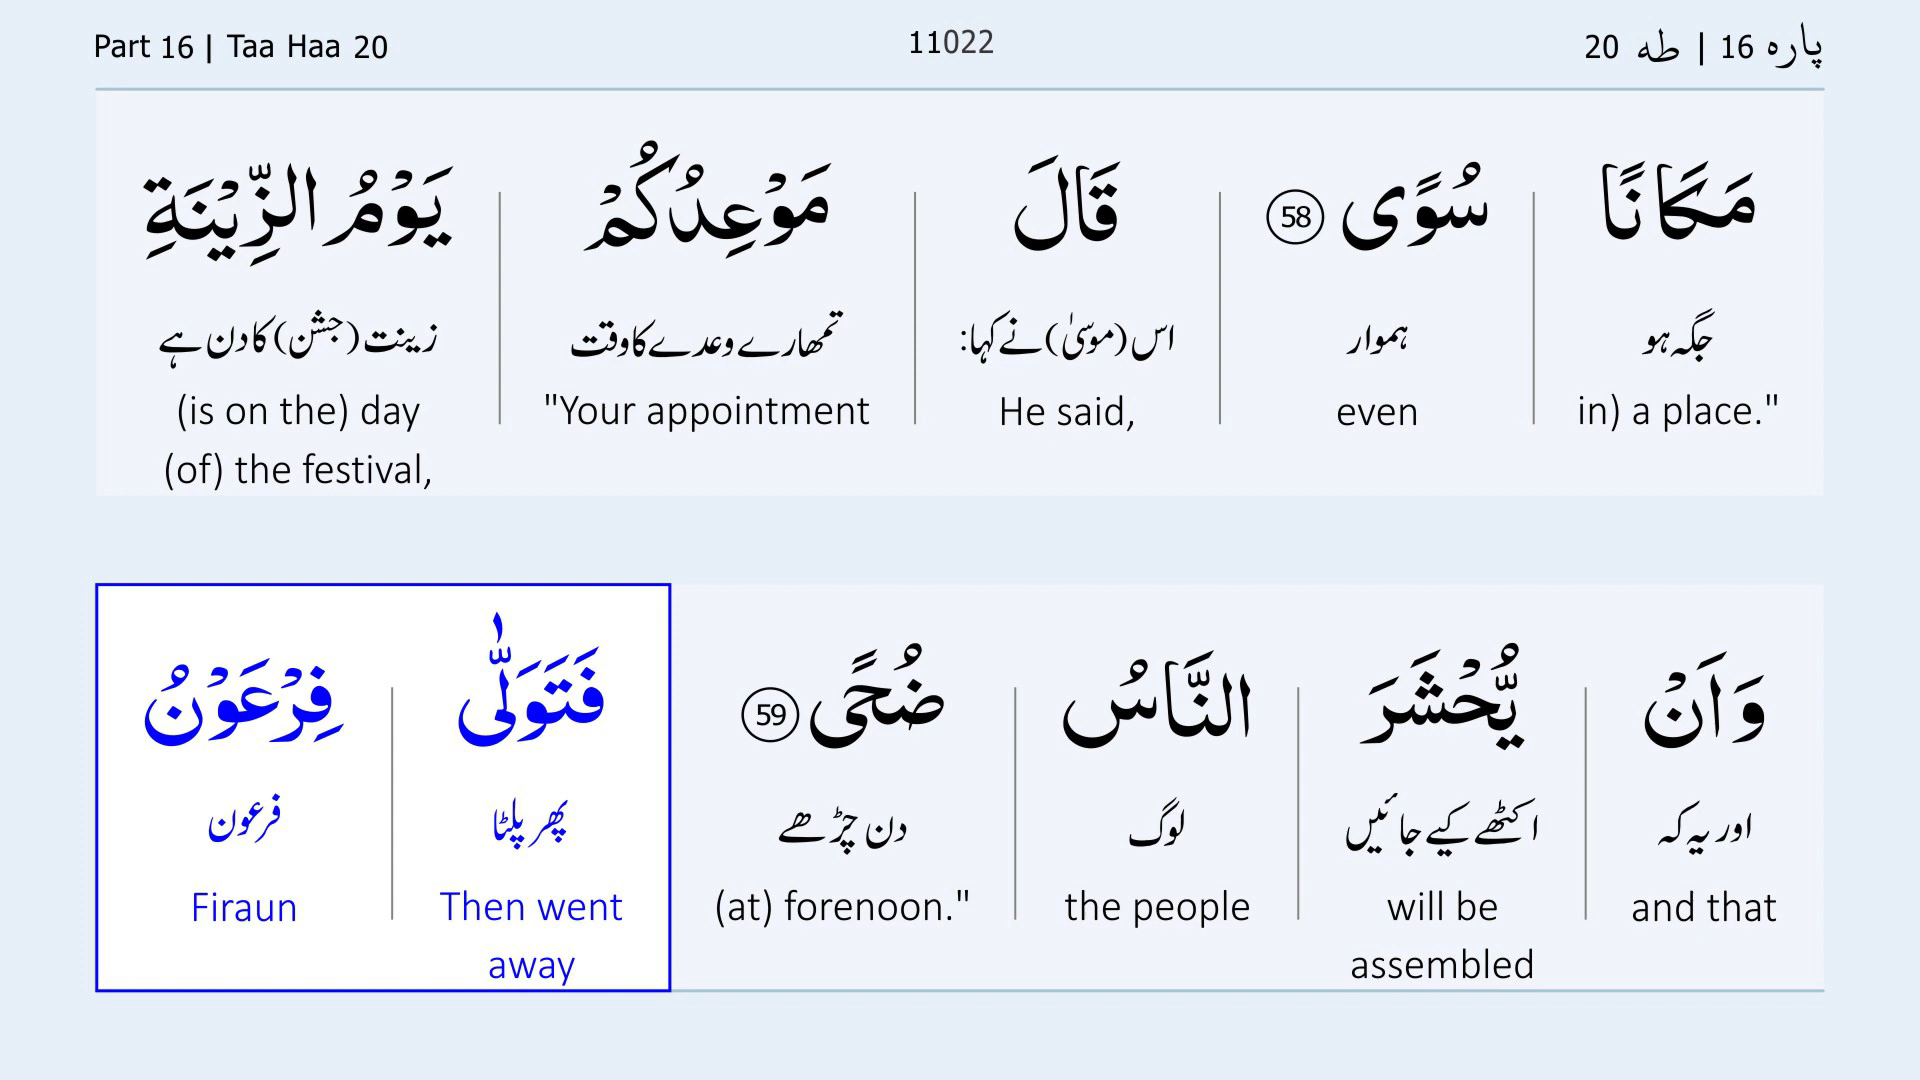 Part 16 | Taa Haa 20
11022
پارہ 16 | طه 20
مَكَانًا سُوًى 58 قَالَ مَوْعِدُكُمْ يَوْمُ الزِّيْنَةِ
جگہ ہو ہموار اس (موسیٰ) نے کہا: تمھارے وعدے کا وقت زینت (جشن) کا دن ہے
in) a place." even He said, "Your appointment (is on the) day
(of) the festival,
وَاَنْ يُّحْشَرَ النَّاسُ ضُحًى 59 فَتَوَلّٰى فِرْعَوْنُ
اور یہ کہ اکٹھے کیے جائیں لوگ دن چڑھے پھر پلٹا فرعون
and that will be the people (at) forenoon." Then went Firaun
assembled away